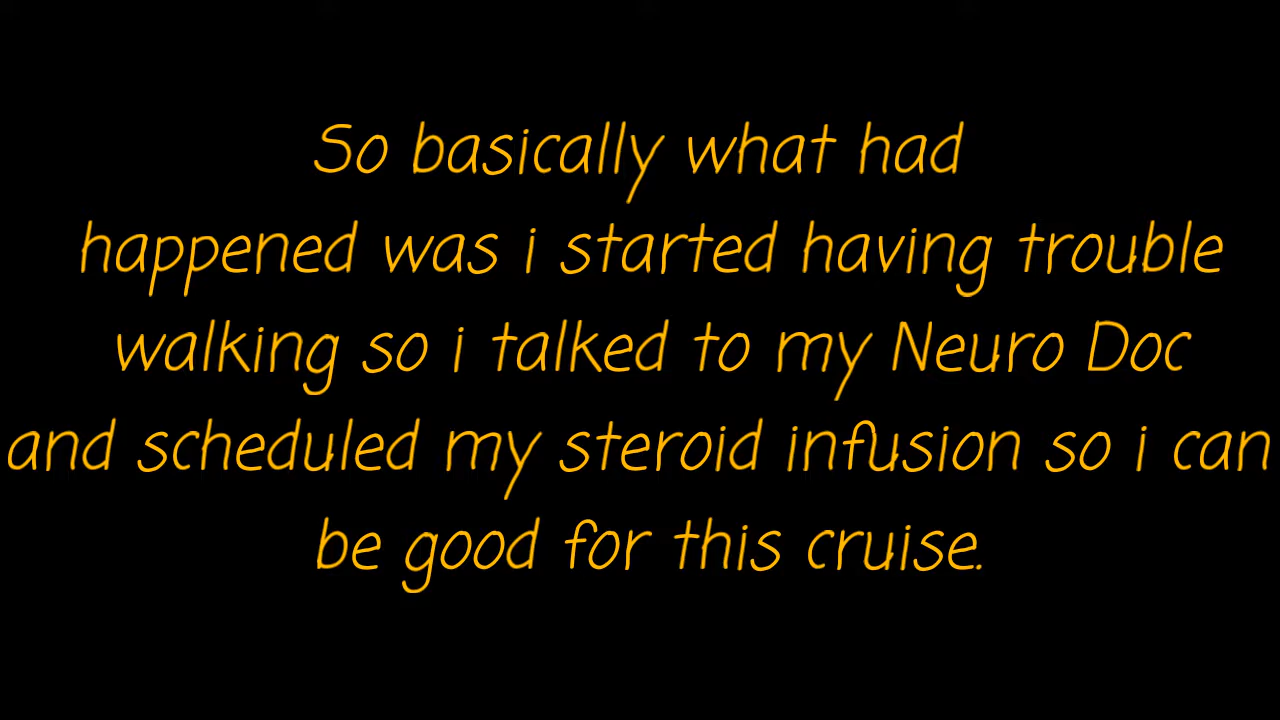 So basically what had
happened was i started having trouble
walking so i talked to my Neuro Doc
and scheduled my steroid infusion so i can
be good for this cruise.